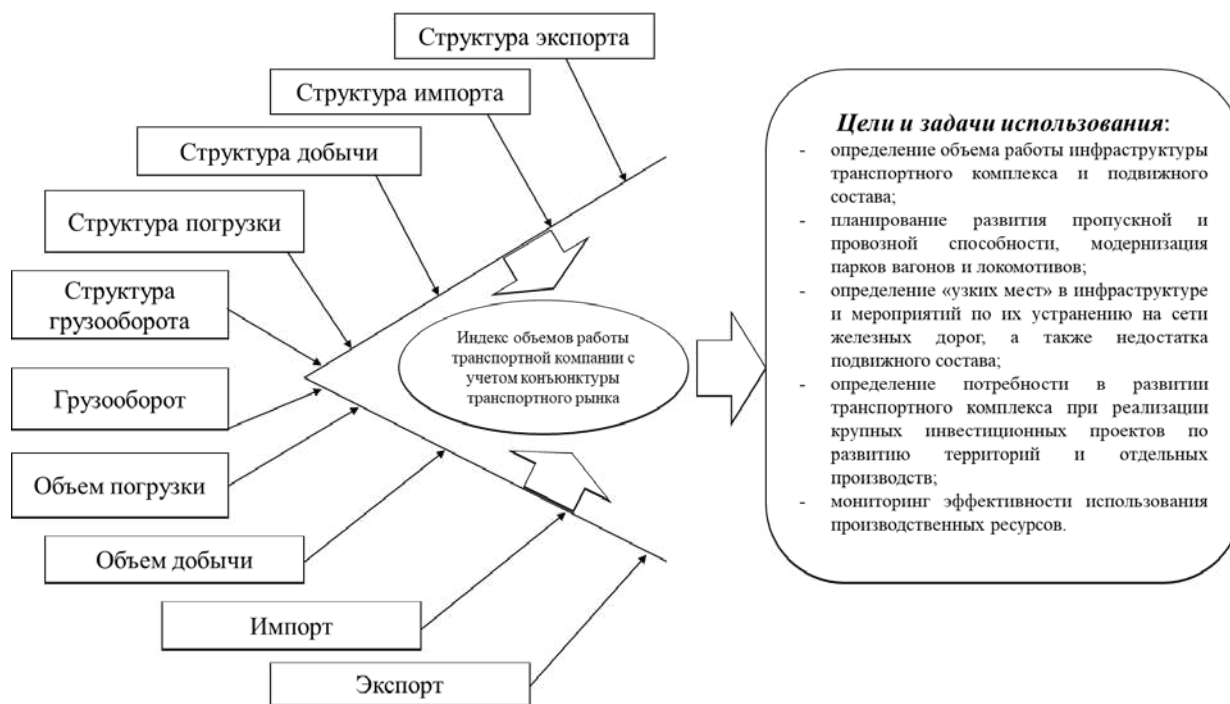 Структура экспорта
Структура импорта
Структура добычи
Структура погрузки
Структура
грузооборота
Грузооборот
Объем погрузки
Объем добычи
Импорт
Экспорт
Индекс объемов работы
транспортной компании с
учетом конъюнктуры
транспортного рынка
Цели и задачи использования:
- определение объема работы инфраструктуры
транспортного комплекса и подвижного
состава;
- планирование развития пропускной и
провозной способности, модернизация
парков вагонов и локомотивов;
- определение «узких мест» в инфраструктуре
и мероприятий по их устранению на сети
железных дорог, а также недостатка
подвижного состава;
- определение потребности в развитии
транспортного комплекса при реализации
крупных инвестиционных проектов по
развитию территорий и отдельных
производств;
- мониторинг эффективности использования
производственных ресурсов.